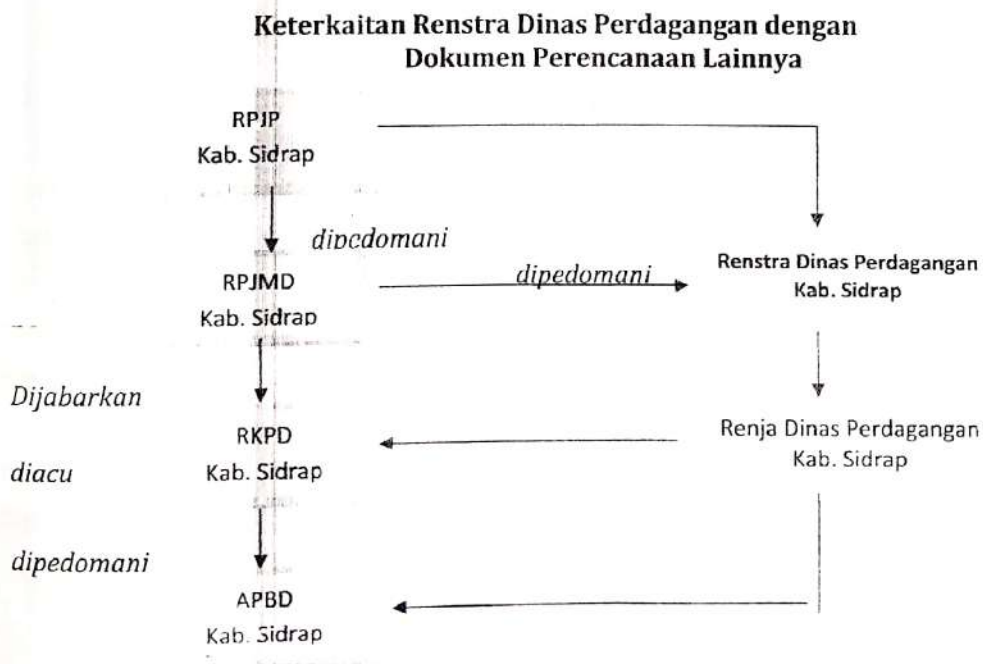 Keterkaitan Renstra Dinas Perdagangan dengan
Dokumen Perencanaan Lainnya
RPJP
Kab. Sidrap
dipedomani
RPJMD
Kab. Sidrap
dipedomani
Renstra Dinas Perdagangan
Kab. Sidrap
Dijabarkan
RKPD
Kab. Sidrap
Renja Dinas Perdagangan
Kab. Sidrap
diacu
dipedomani
APBD
Kab. Sidrap